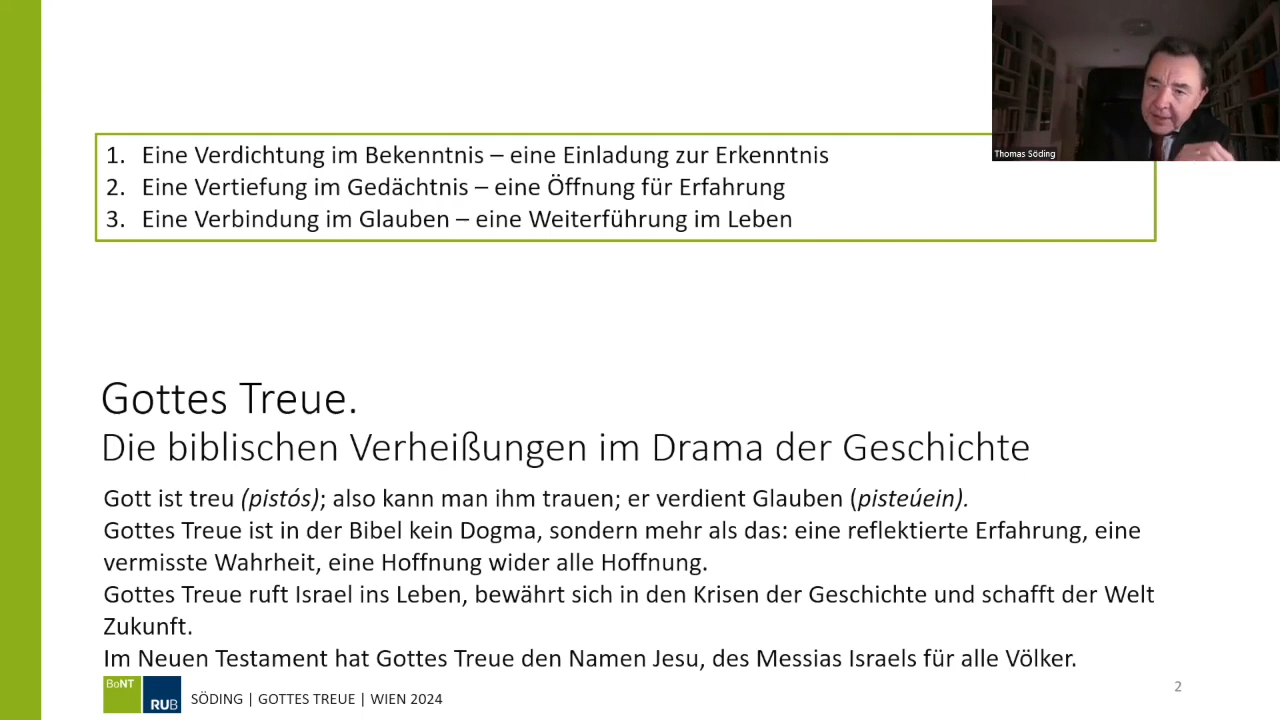 Thomas Söding
1. Eine Verdichtung im Bekenntnis – eine Einladung zur Erkenntnis
2. Eine Vertiefung im Gedächtnis – eine Öffnung für Erfahrung
3. Eine Verbindung im Glauben – eine Weiterführung im Leben
Gottes Treue.
Die biblischen Verheißungen im Drama der Geschichte
Gott ist treu (pistós); also kann man ihm trauen; er verdient Glauben (pisteúein).
Gottes Treue ist in der Bibel kein Dogma, sondern mehr als das: eine reflektierte Erfahrung, eine
vermisste Wahrheit, eine Hoffnung wider alle Hoffnung.
Gottes Treue ruft Israel ins Leben, bewährt sich in den Krisen der Geschichte und schafft der Welt
Zukunft.
Im Neuen Testament hat Gottes Treue den Namen Jesu, des Messias Israels für alle Völker.
BoNT
RUB
SÖDING | GOTTES TREUE | WIEN 2024
2